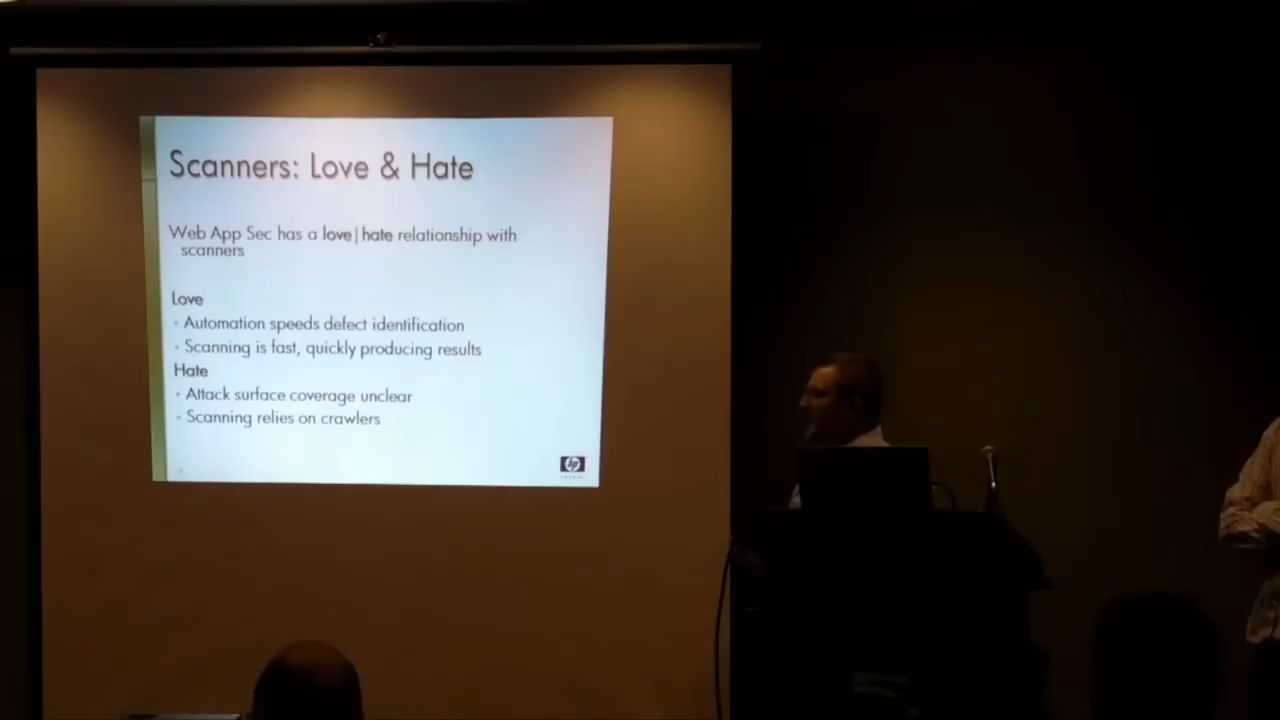 Scanners: Love & Hate
Web App Sec has a love|hate relationship with
scanners
Love
Automation speeds defect identification
Scanning is fast, quickly producing results
Hate
Attack surface coverage unclear
Scanning relies on crawlers
hp